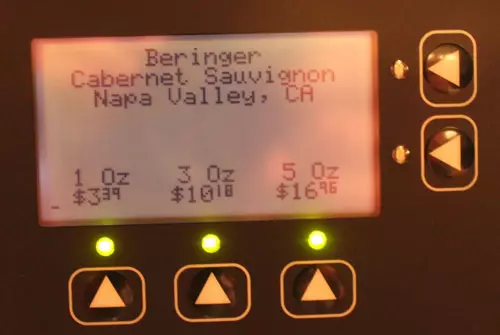 Beringer
Cabernet Sauvignon
Napa Valley, CA
1 Oz 3 Oz 5 Oz
$339 $1018 $1696